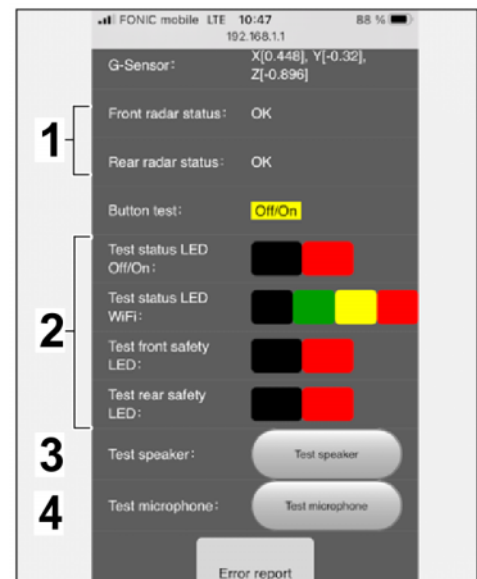 FONIC mobile LTE 10:47 88 %
192.168.1.1
G-Sensor: X[0.448], Y[-0.32],
Z[-0.896]
1
Front radar status: OK
Rear radar status: OK
Button test: Off/On
2
Test status LED
Off/On:
Test status LED
WiFi:
Test front safety
LED:
Test rear safety
LED:
3 Test speaker: Test speaker
4 Test microphone: Test microphone
Error report